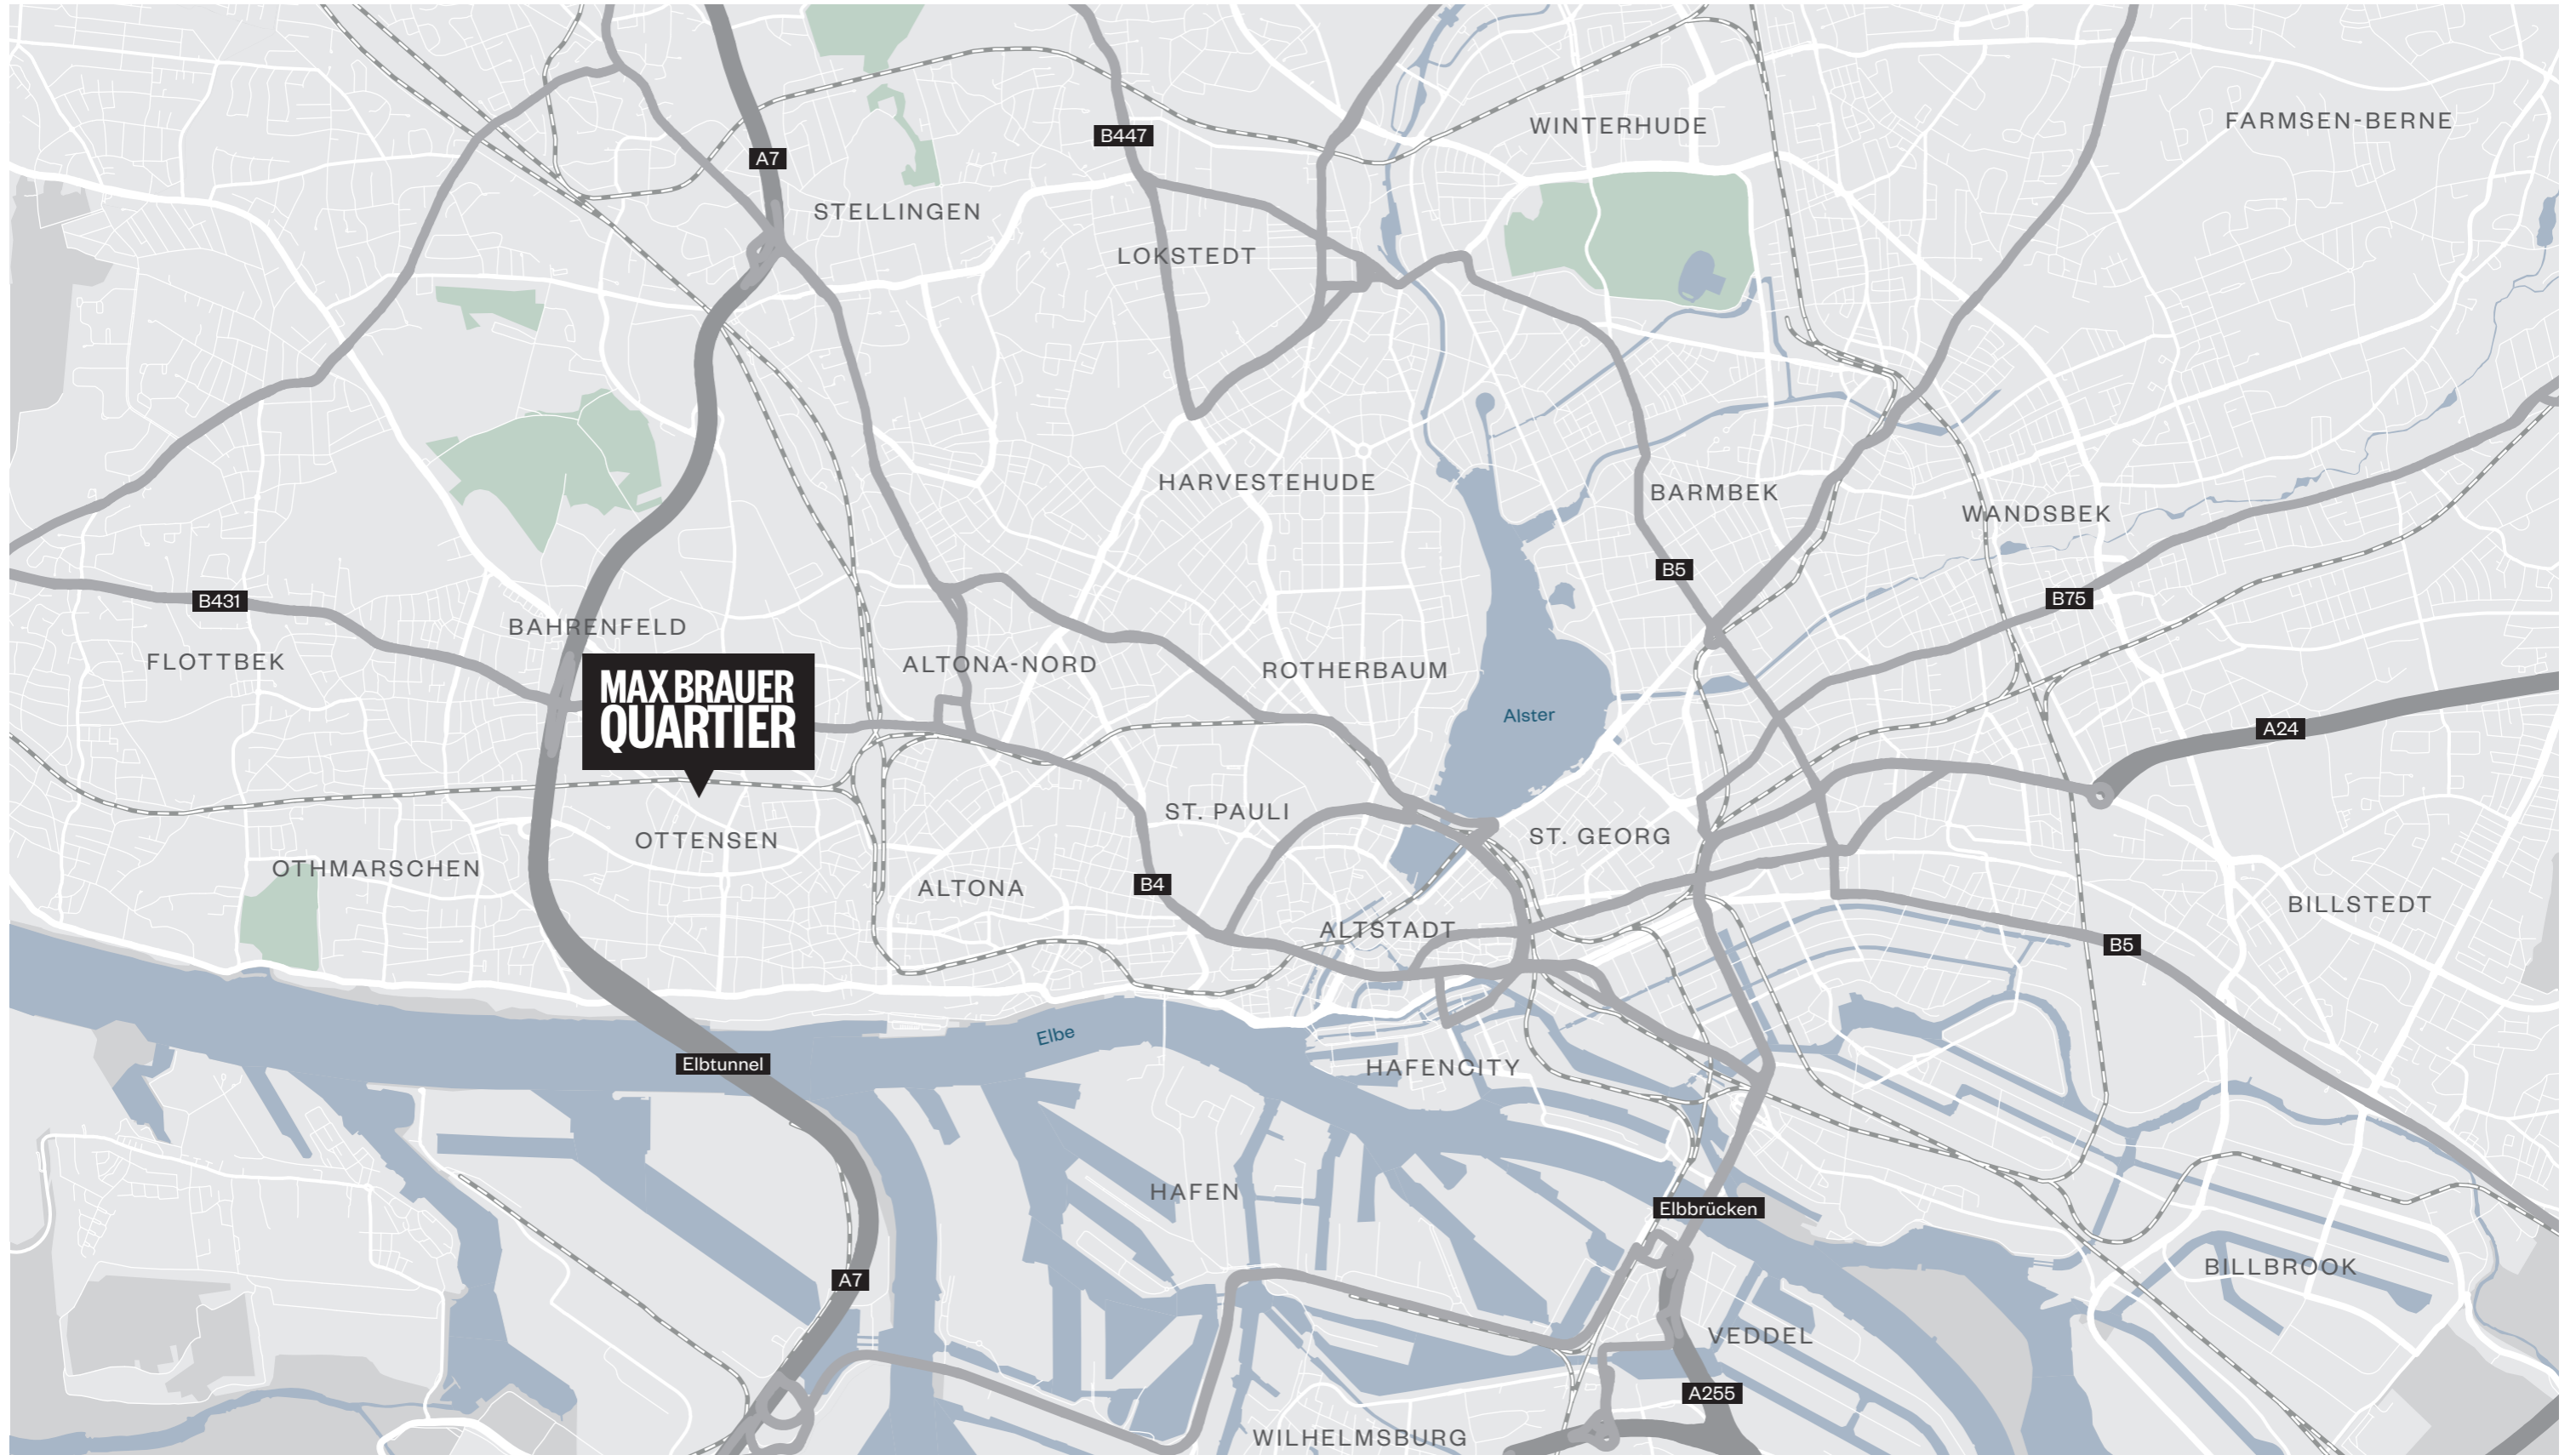 FARMSEN-BERNE
WINTERHUDE
B447
A7
STELLINGEN
LOKSTEDT
HARVESTEHUDE
BARMBEK
WANDSBEK
B5
B75
B431
BAHRENFELD
FLOTTBEK
ALTONA-NORD
ROTHERBAUM
MAX BRAUER
QUARTIER
Alster
A24
ST. PAULI
ST. GEORG
OTTENSEN
OTHMARSCHEN
ALTONA
B4
BILLSTEDT
ALTSTADT
B5
Elbe
Elbtunnel
HAFENCITY
HAFEN
Elbbrücken
BILLBROOK
A7
VEDDEL
A255
WILHELMSBURG